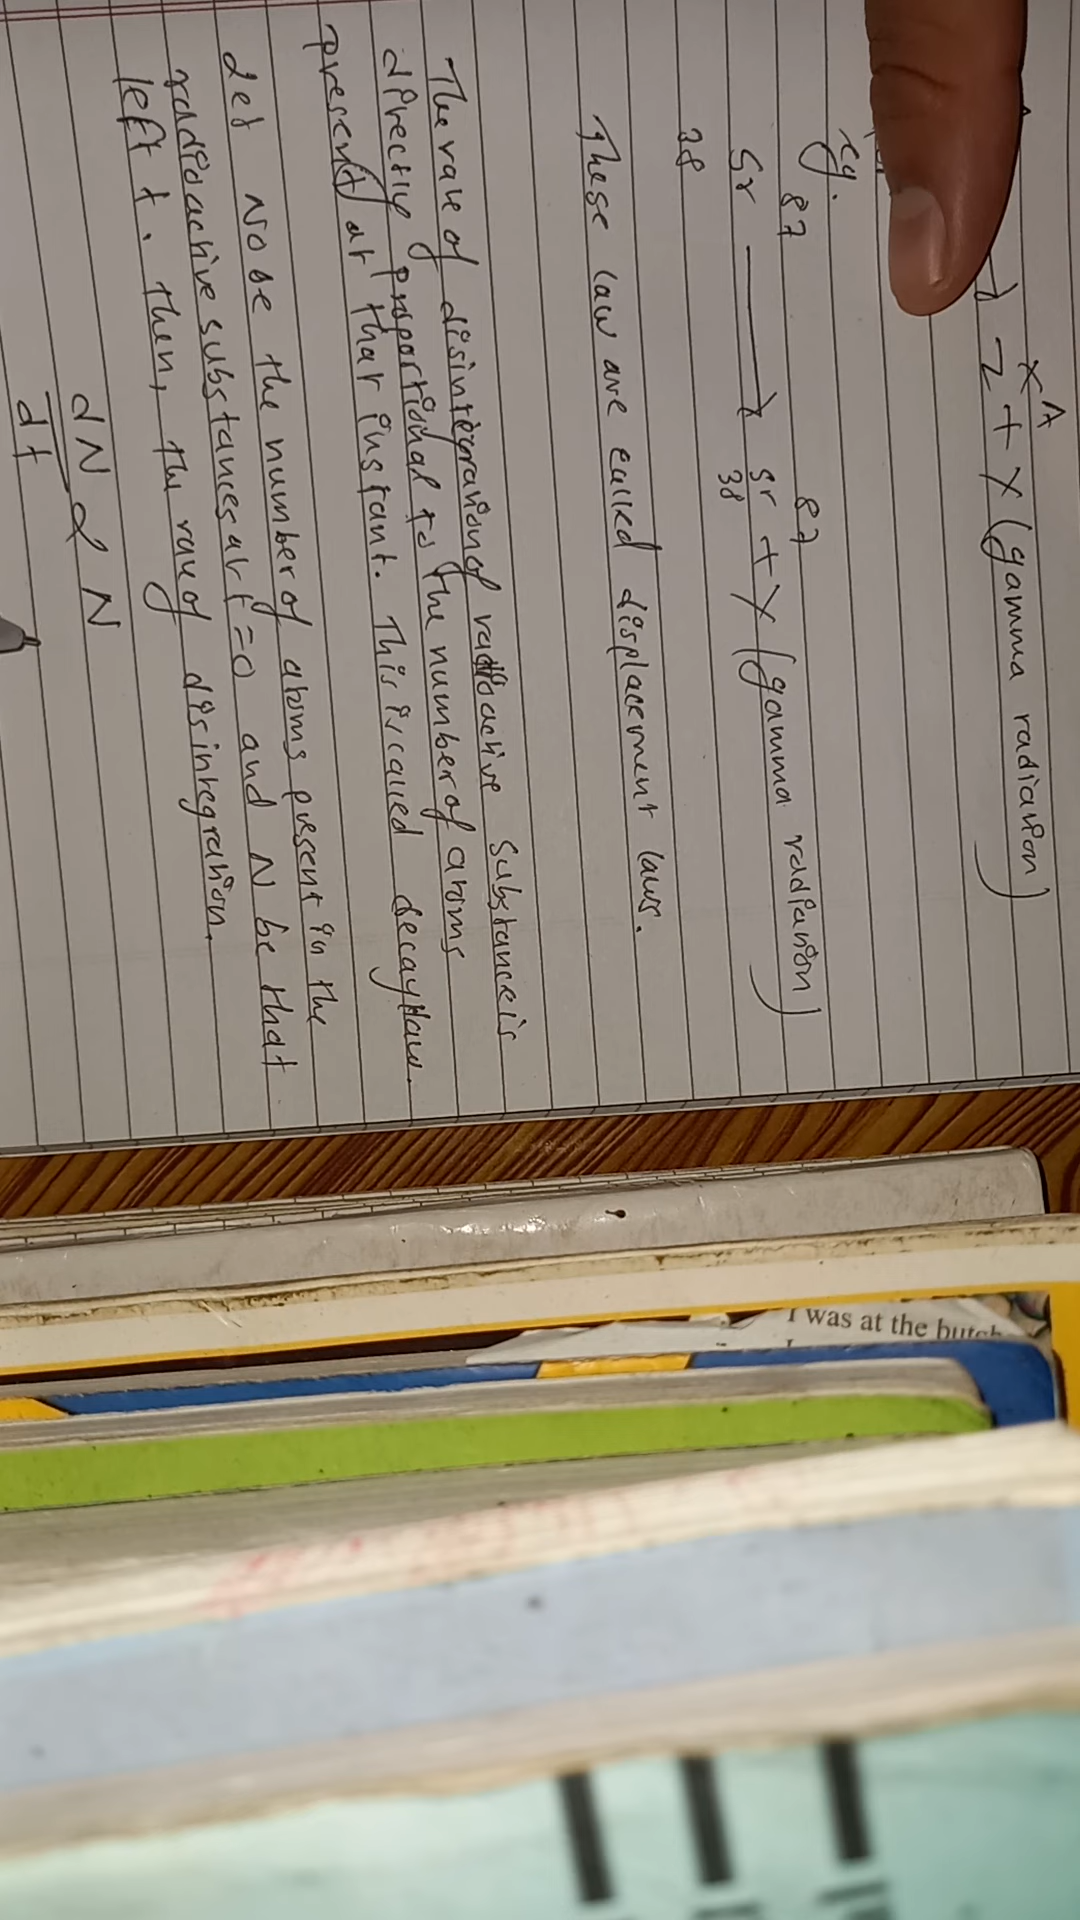 X^A
Z + γ (gamma radiation)
eg.
87 87
Sr ⟶ Sr + γ (gamma radiation)
38 38
These law are called displacement laws.
The rate of disintegration of radioactive substance is
directly proportional to the number of atoms
present at that instant. This is called decay law.
Let No be the number of atoms present in the
radioactive substances at t=0 and N be that
left t. then, the rate of disintegration.
dN ∝ N
dt
I was at the butch